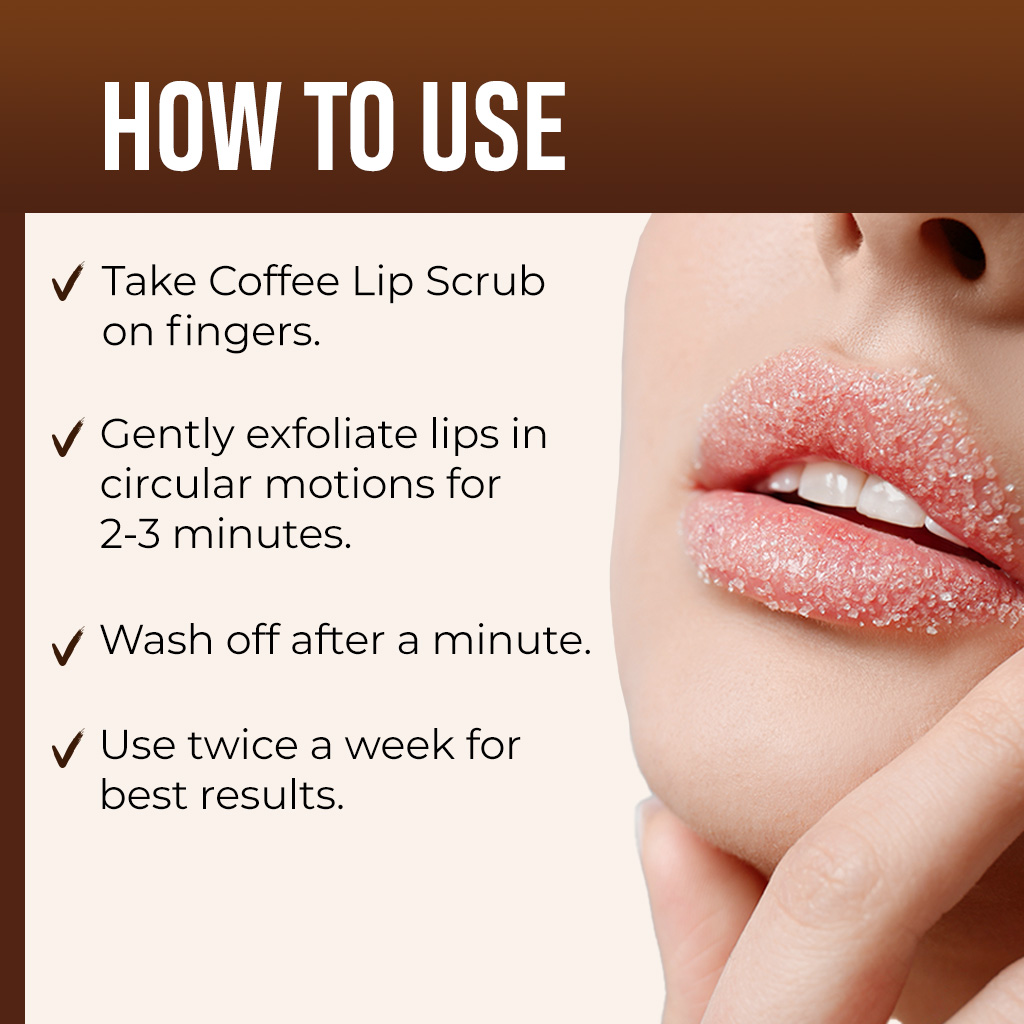 HOW TO USE
Take Coffee Lip Scrub
on fingers.
Gently exfoliate lips in
circular motions for
2-3 minutes.
Wash off after a minute.
Use twice a week for
best results.